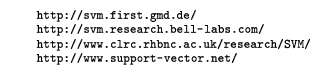 http://svm.first.gmd.de/
http://svm.research.bell-labs.com/
http://www.clrc.rhbnc.ac.uk/research/SVM/
http://www.support-vector.net/